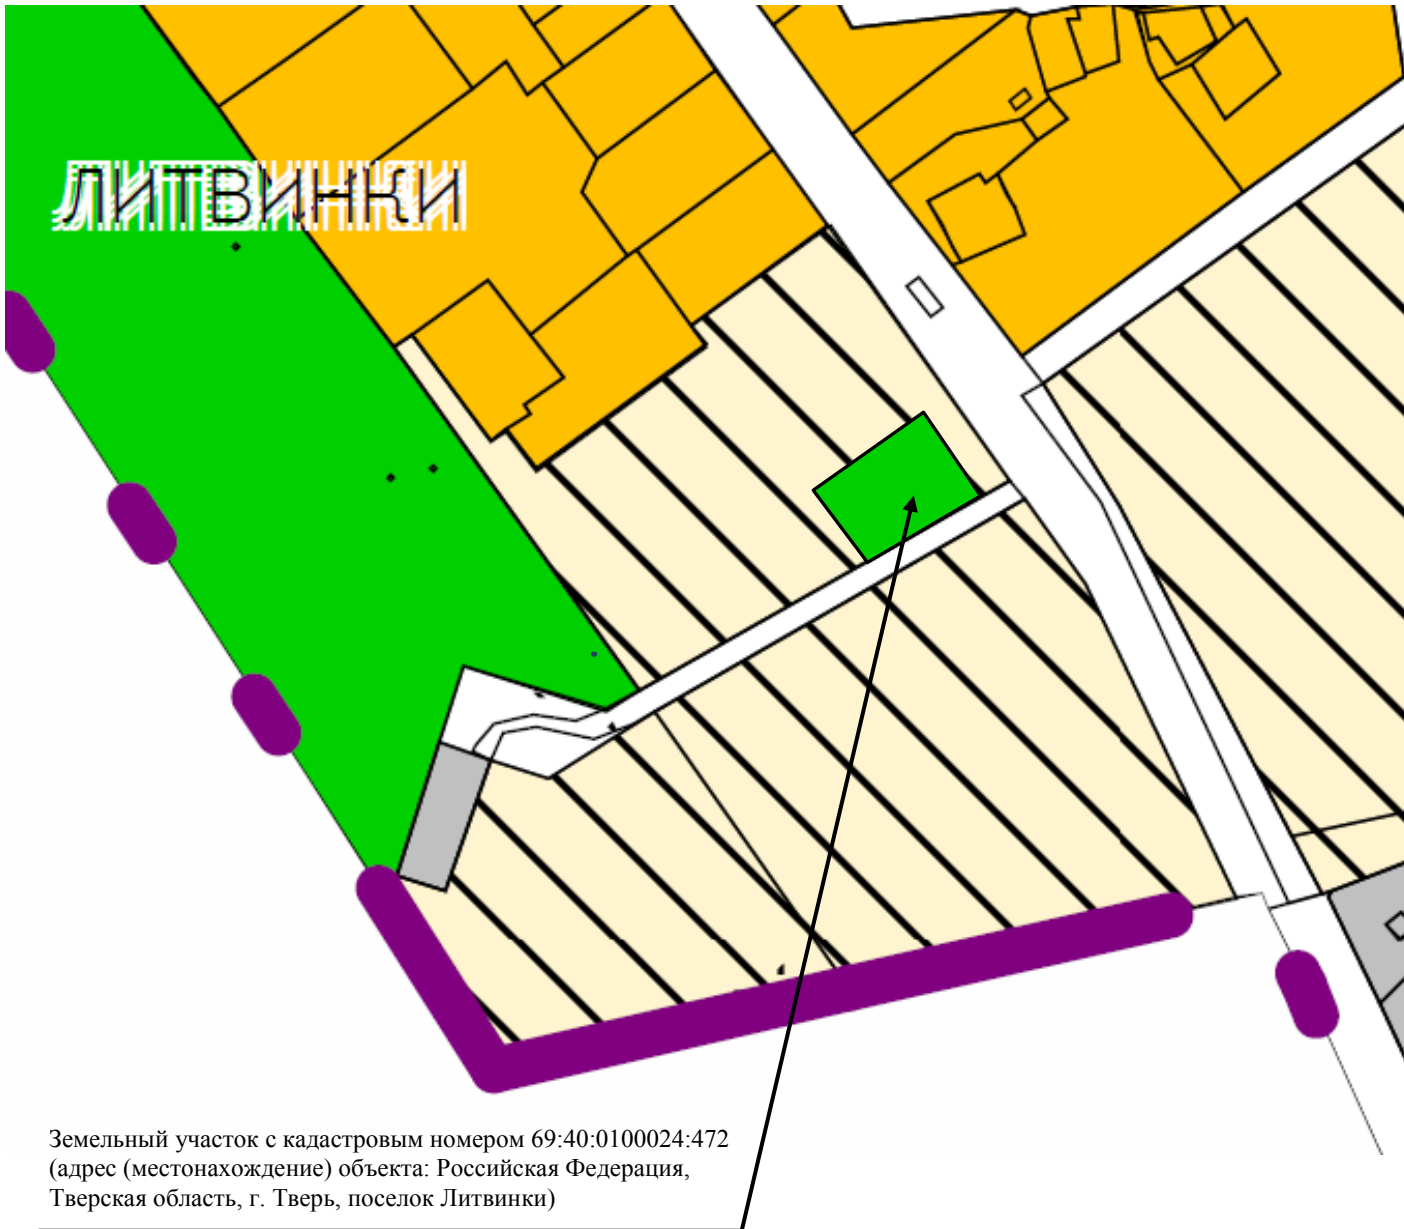 ЛИТВИНКИ
Земельный участок с кадастровым номером 69:40:0100024:472
(адрес (местонахождение) объекта: Российская Федерация,
Тверская область, г. Тверь, поселок Литвинки)